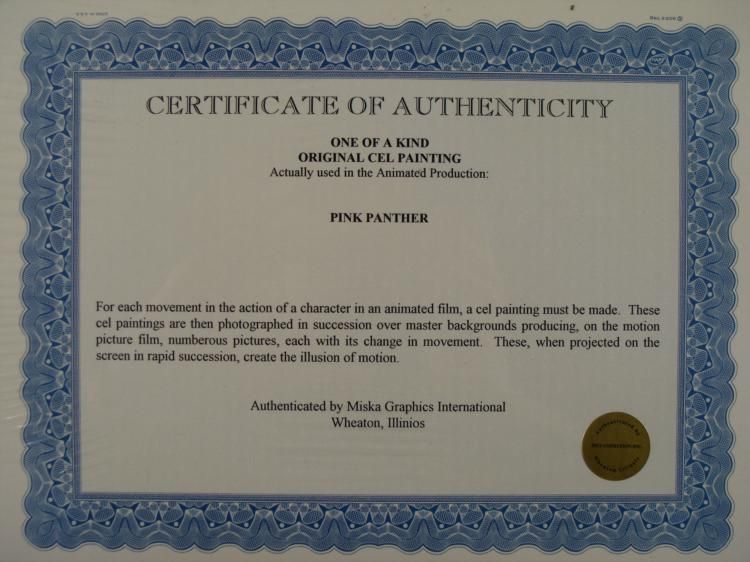 CERTIFICATE OF AUTHENTICITY
ONE OF A KIND
ORIGINAL CEL PAINTING
Actually used in the Animated Production:
PINK PANTHER
For each movement in the action of a character in an animated film, a cel painting must be made. These
cel paintings are then photographed in succession over master backgrounds producing, on the motion
picture film, numberous pictures, each with its change in movement. These, when projected on the
screen in rapid succession, create the illusion of motion.
Authenticated by Miska Graphics International
Wheaton, Illinios
Authenticated by
Wheaton Illinois